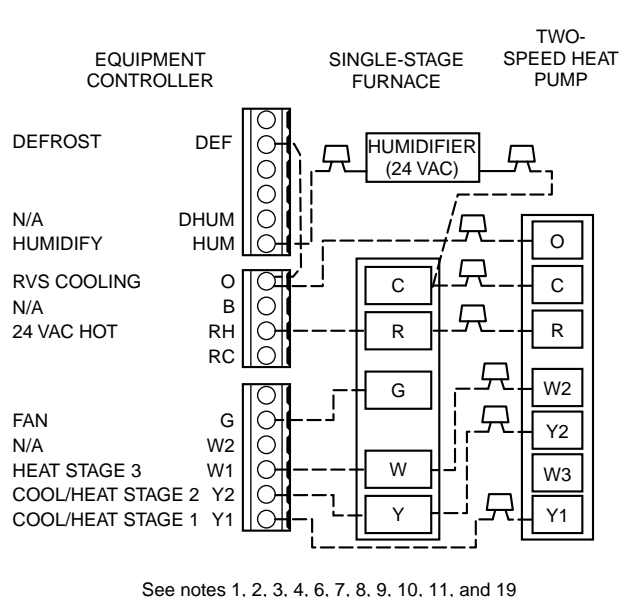 EQUIPMENT
CONTROLLER
SINGLE-STAGE
FURNACE
TWO-
SPEED HEAT
PUMP
DEFROST DEF
HUMIDIFIER
(24 VAC)
N/A DHUM
HUMIDIFY HUM
O
RVS COOLING O
C C
N/A B
24 VAC HOT RH
R R
RC
G W2
FAN G
Y2
N/A W2
HEAT STAGE 3 W1
W W3
COOL/HEAT STAGE 2 Y2
Y Y1
COOL/HEAT STAGE 1 Y1
See notes 1, 2, 3, 4, 6, 7, 8, 9, 10, 11, and 19